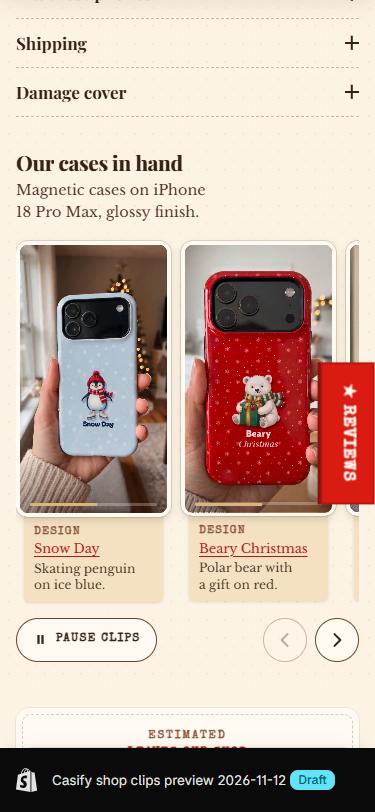 Shipping
Damage cover
Our cases in hand
Magnetic cases on iPhone
18 Pro Max, glossy finish.
Snow Day
Beary
Christmas
★ REVIEWS
DESIGN
Snow Day
Skating penguin
on ice blue.
DESIGN
Beary Christmas
Polar bear with
a gift on red.
PAUSE CLIPS
ESTIMATED
Casify shop clips preview 2026-11-12 Draft